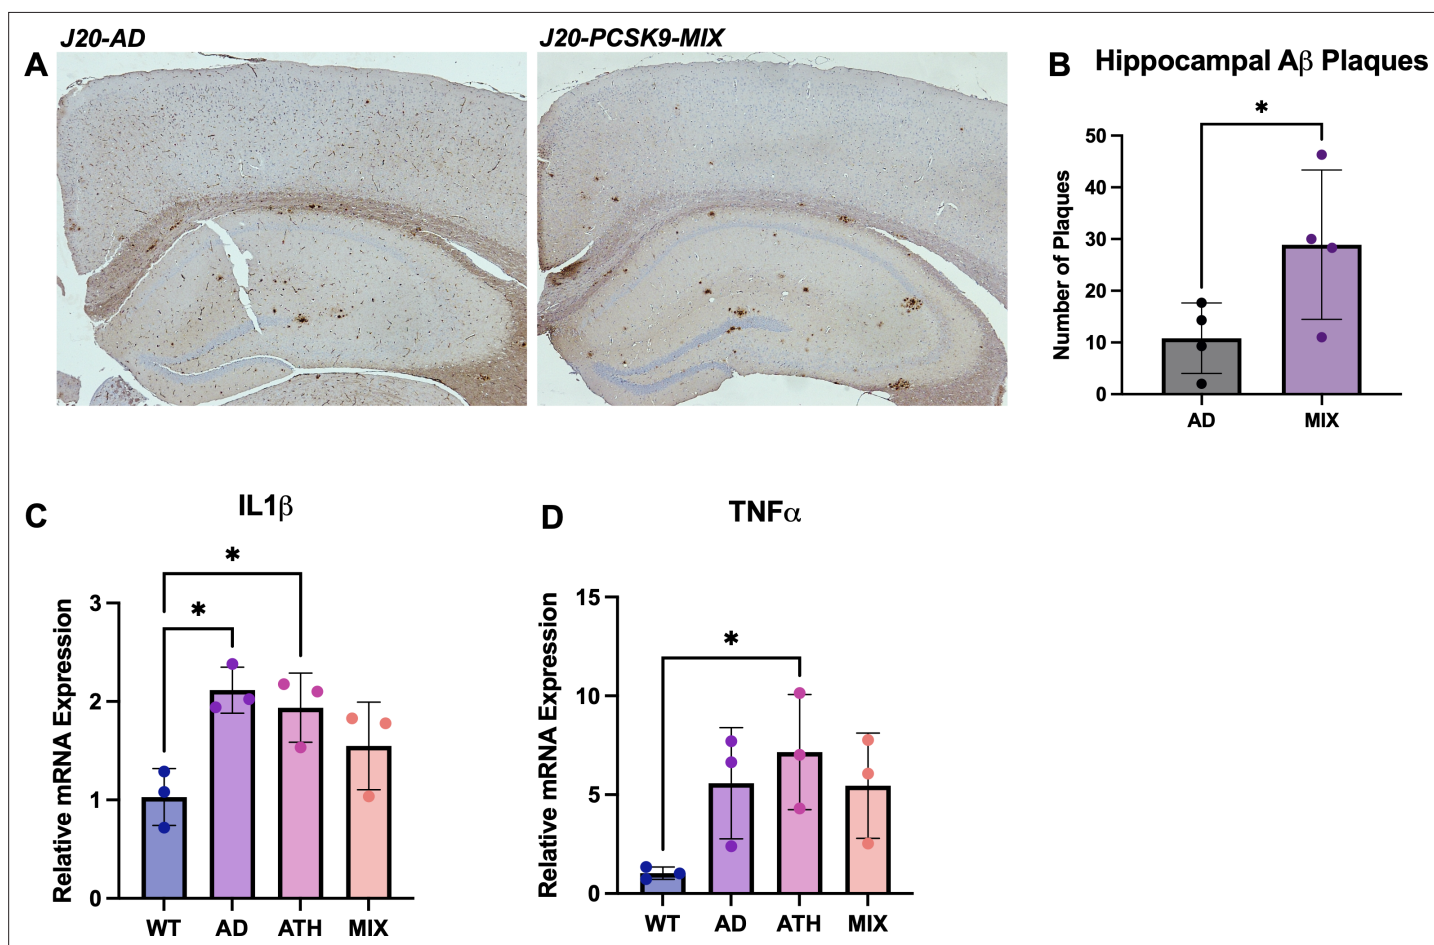 J20-AD
J20-PCSK9-MIX
A
B
Hippocampal Aβ Plaques
*
Number of Plaques
50
40
30
20
10
0
AD
MIX
C
IL1β
*
*
Relative mRNA Expression
3
2
1
0
WT
AD
ATH
MIX
D
TNFα
*
Relative mRNA Expression
15
10
5
0
WT
AD
ATH
MIX